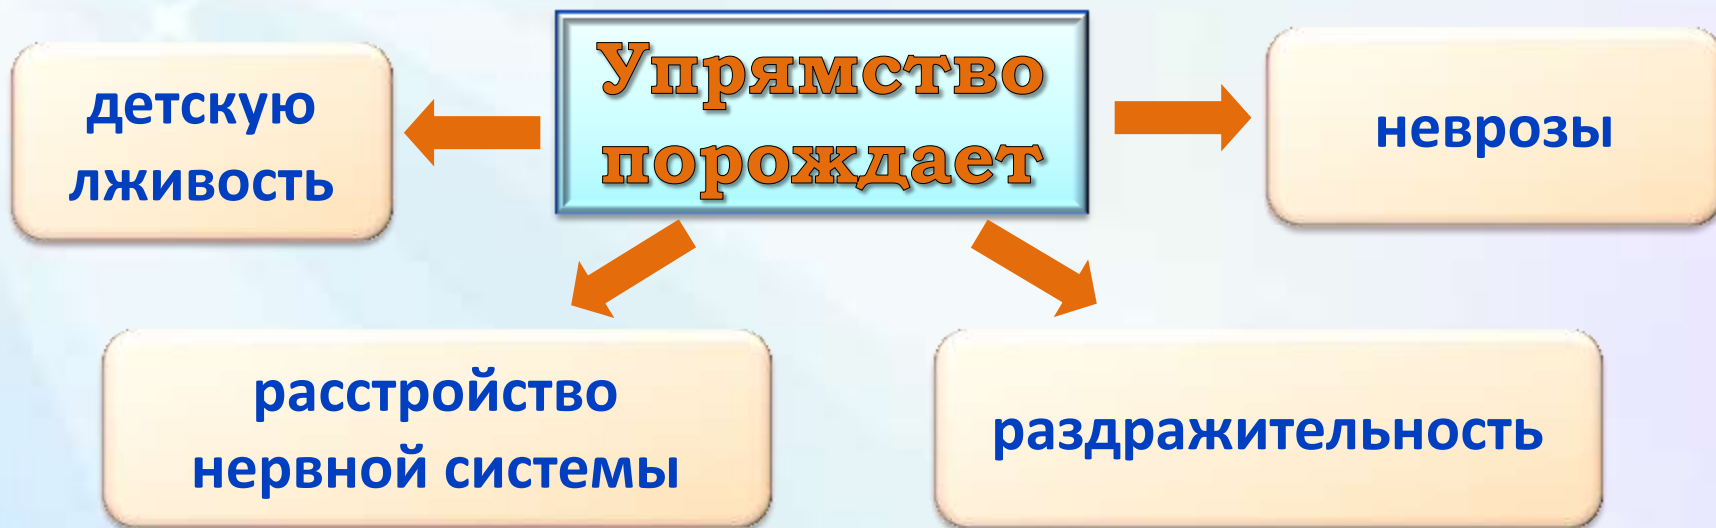 Упрямство
порождает
детскую
лживость
неврозы
расстройство
нервной системы
раздражительность